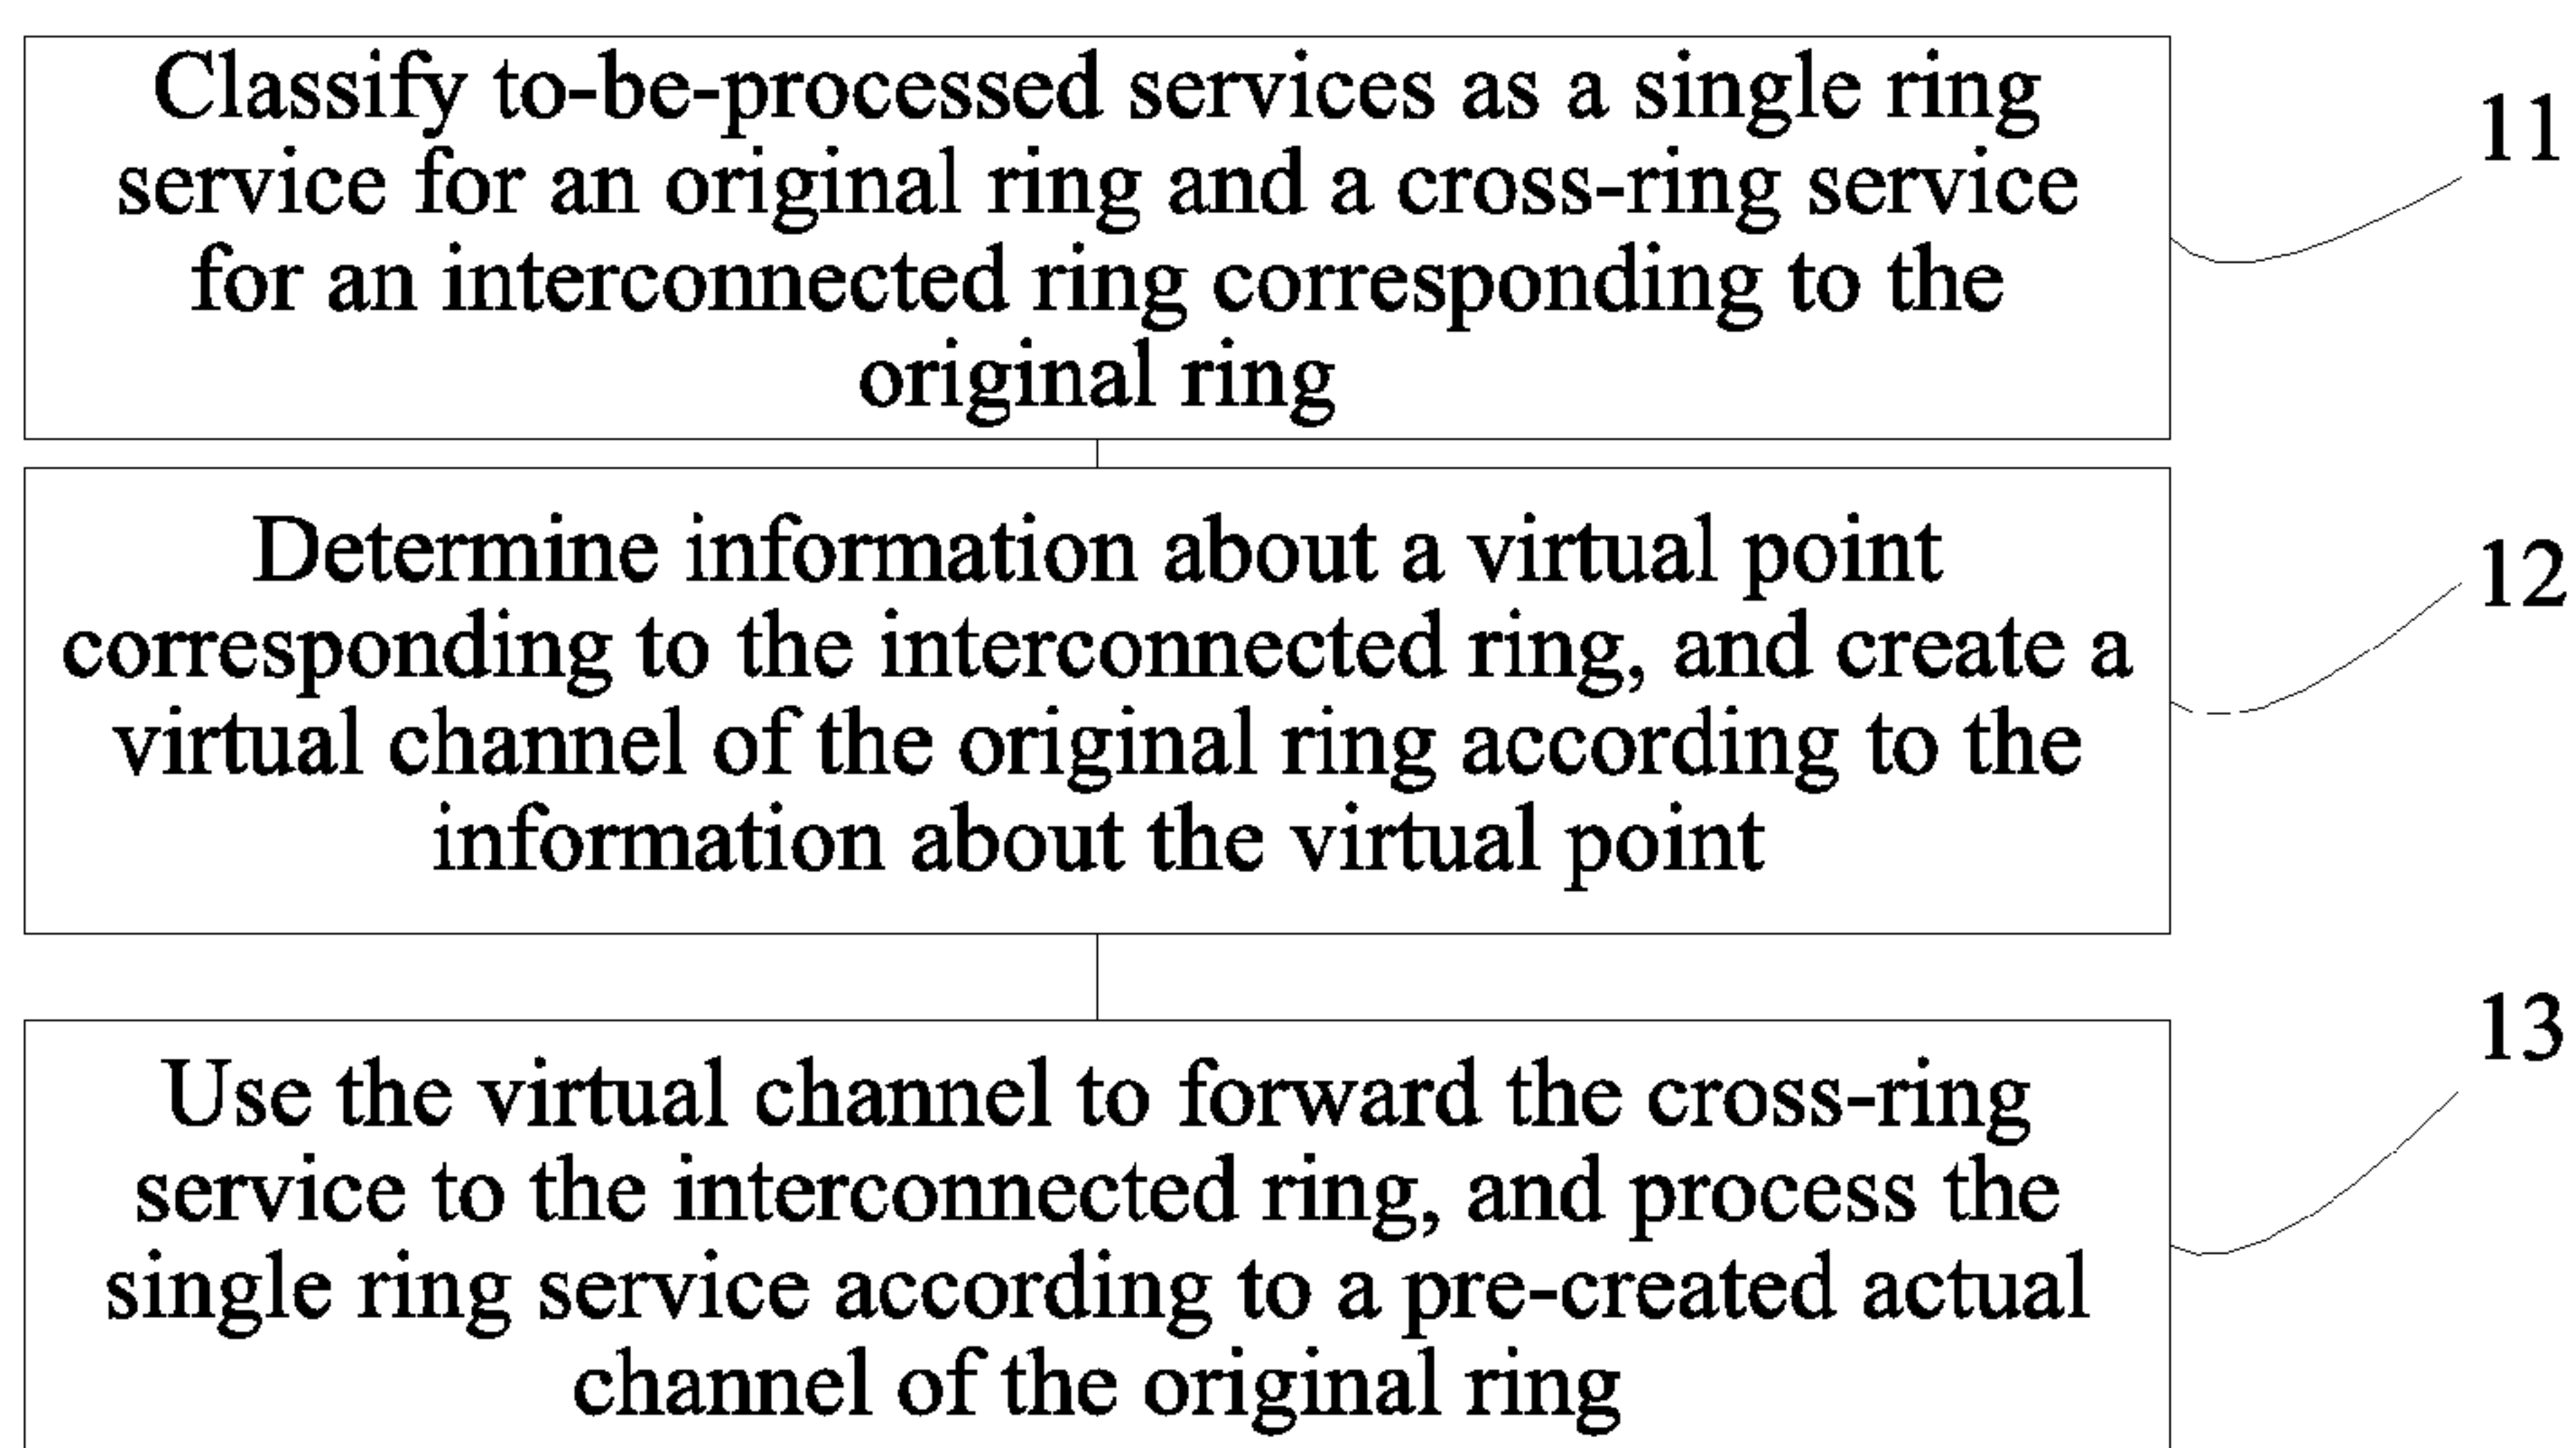 Classify to-be-processed services as a single ring
service for an original ring and a cross-ring service
for an interconnected ring corresponding to the
original ring
11
Determine information about a virtual point
corresponding to the interconnected ring, and create a
virtual channel of the original ring according to the
information about the virtual point
12
Use the virtual channel to forward the cross-ring
service to the interconnected ring, and process the
single ring service according to a pre-created actual
channel of the original ring
13